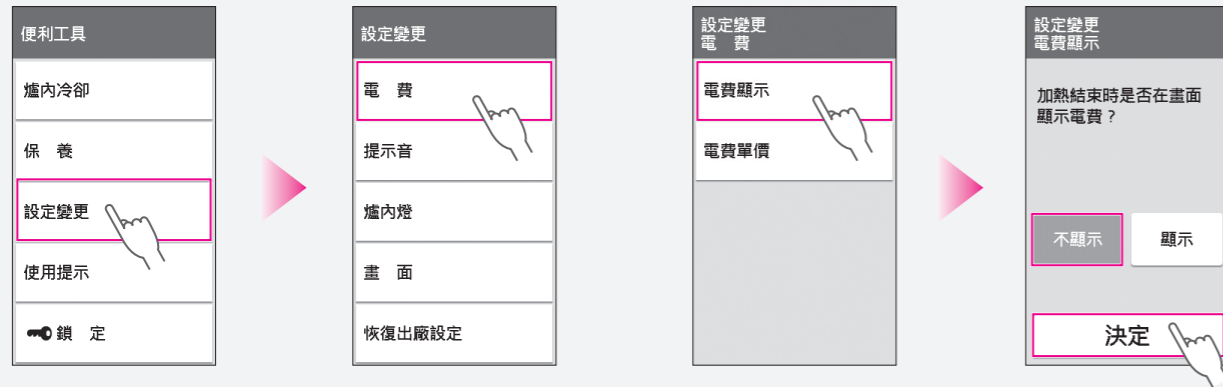 便利工具
爐內冷卻
保　養
設定變更
使用提示
鎖　定
設定變更
電　費
提示音
爐內燈
畫　面
恢復出廠設定
設定變更
電　費
電費顯示
電費單價
設定變更
電費顯示
加熱結束時是否在畫面
顯示電費？
不顯示
顯示
決定